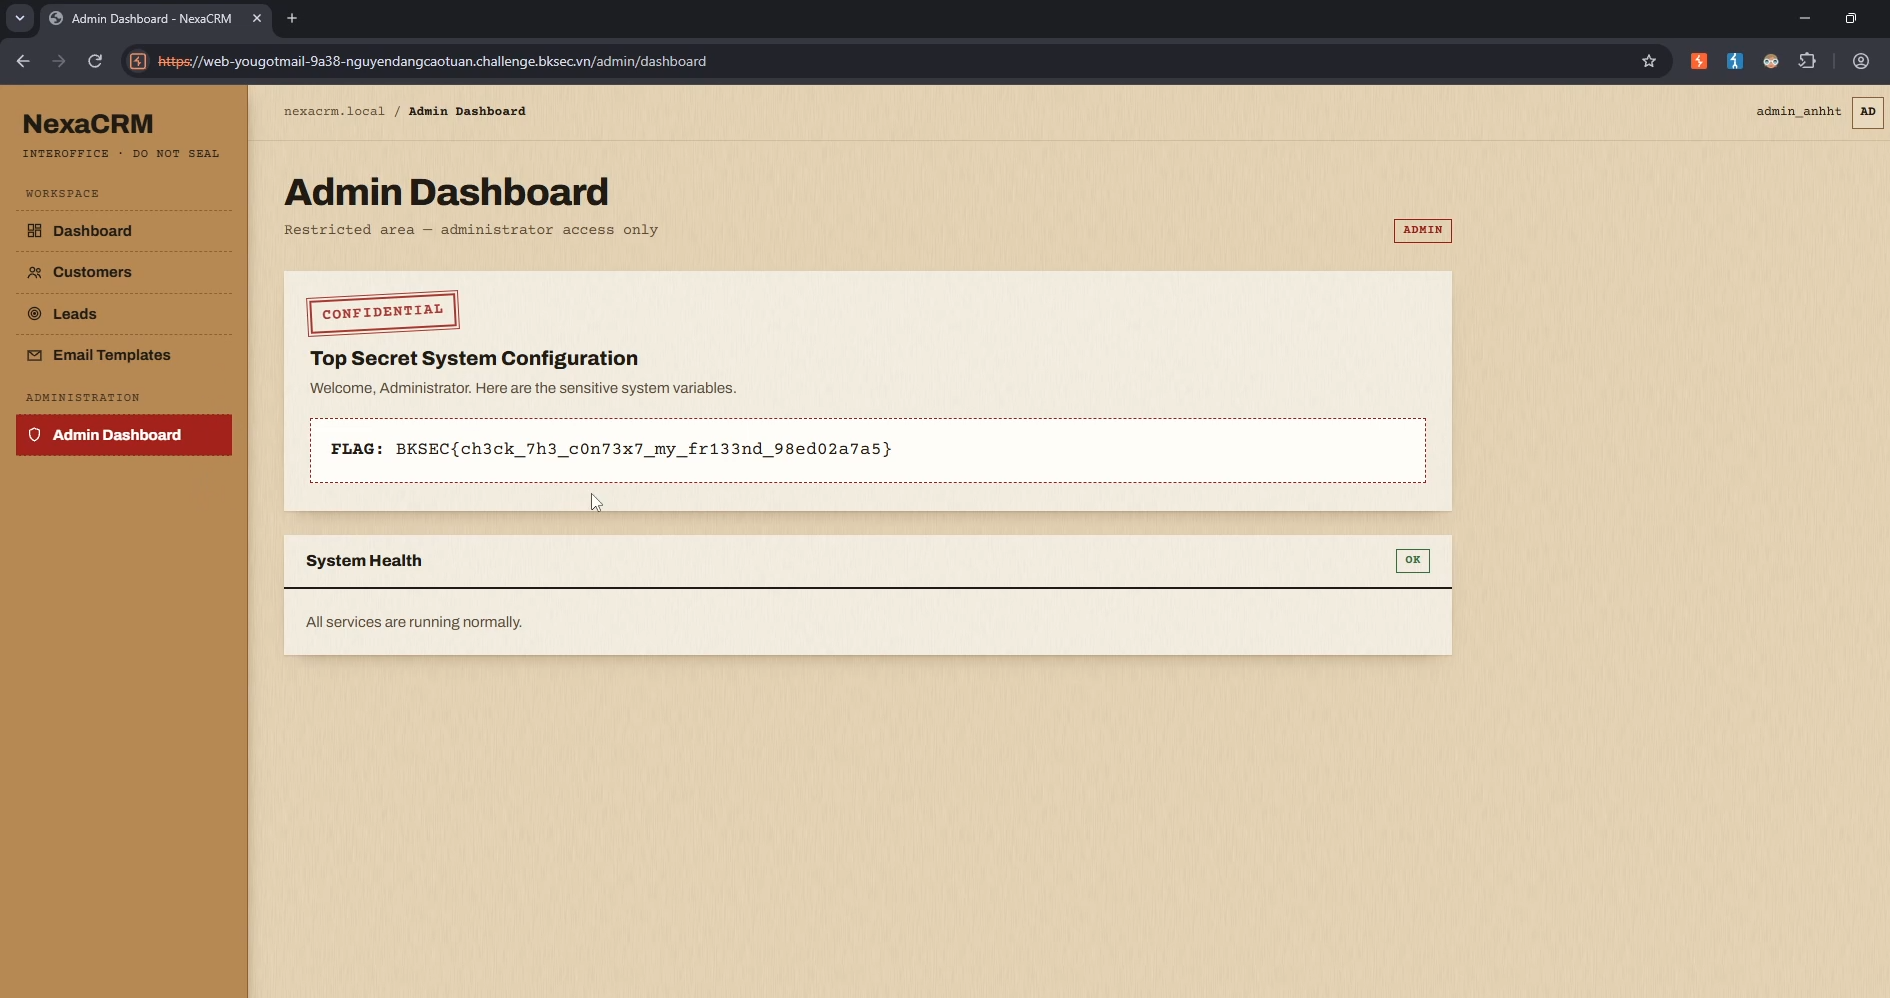 Admin Dashboard - NexaCRM
https://web-yougotmail-9a38-nguyendangcaotuan.challenge.bksec.vn/admin/dashboard
NexaCRM
INTEROFFICE · DO NOT SEAL
WORKSPACE
Dashboard
Customers
Leads
Email Templates
ADMINISTRATION
Admin Dashboard
nexacrm.local / Admin Dashboard
admin_anhht AD
Admin Dashboard
Restricted area — administrator access only
ADMIN
CONFIDENTIAL
Top Secret System Configuration
Welcome, Administrator. Here are the sensitive system variables.
FLAG: BKSEC{ch3ck_7h3_c0n73x7_my_fr133nd_98ed02a7a5}
System Health
OK
All services are running normally.